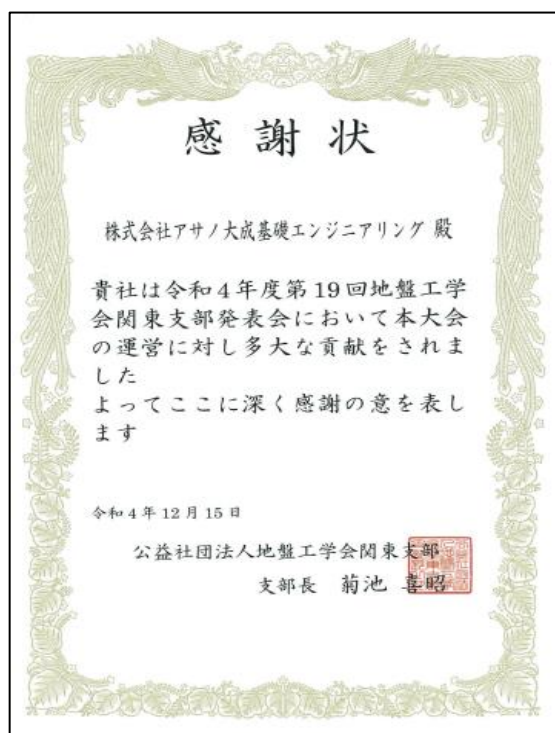 感謝状
株式会社アサノ大成基礎エンジニアリング 殿
貴社は令和4年度第19回地盤工学
会関東支部発表会において本大会
の運営に対し多大な貢献をされま
した
よってここに深く感謝の意を表し
ます
令和4年12月15日
公益社団法人地盤工学会関東支部
支部長 菊池 喜昭